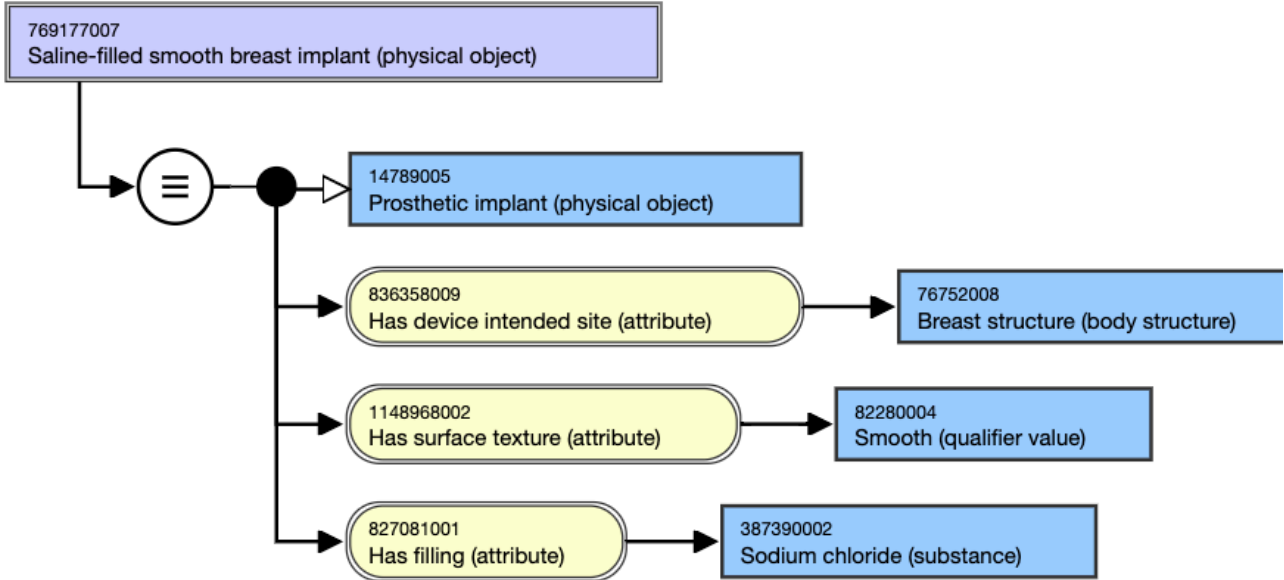 769177007
Saline-filled smooth breast implant (physical object)
14789005
Prosthetic implant (physical object)
836358009
Has device intended site (attribute)
76752008
Breast structure (body structure)
1148968002
Has surface texture (attribute)
82280004
Smooth (qualifier value)
827081001
Has filling (attribute)
387390002
Sodium chloride (substance)